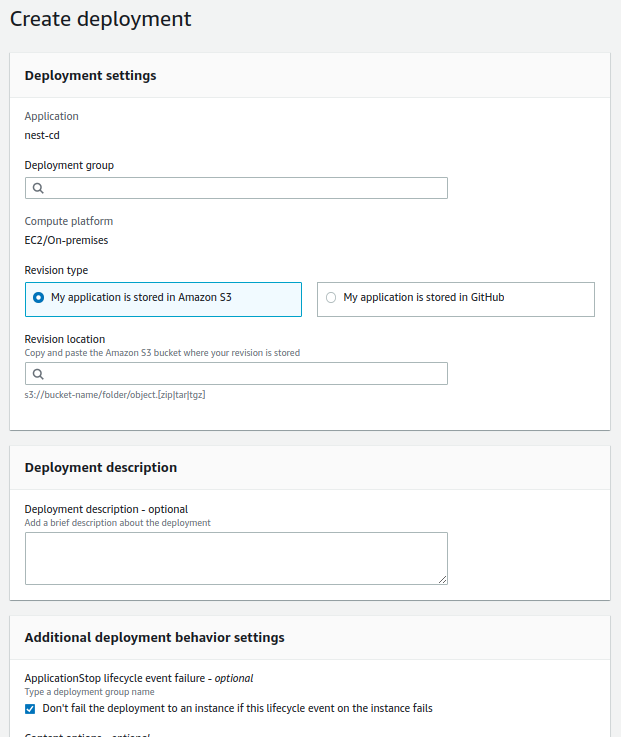 Create deployment
Deployment settings
Application
nest-cd
Deployment group
Compute platform
EC2/On-premises
Revision type
My application is stored in Amazon S3
My application is stored in GitHub
Revision location
Copy and paste the Amazon S3 bucket where your revision is stored
s3://bucket-name/folder/object.[zip|tar|tgz]
Deployment description
Deployment description - optional
Add a brief description about the deployment
Additional deployment behavior settings
ApplicationStop lifecycle event failure - optional
Type a deployment group name
Don't fail the deployment to an instance if this lifecycle event on the instance fails
Content options - optional